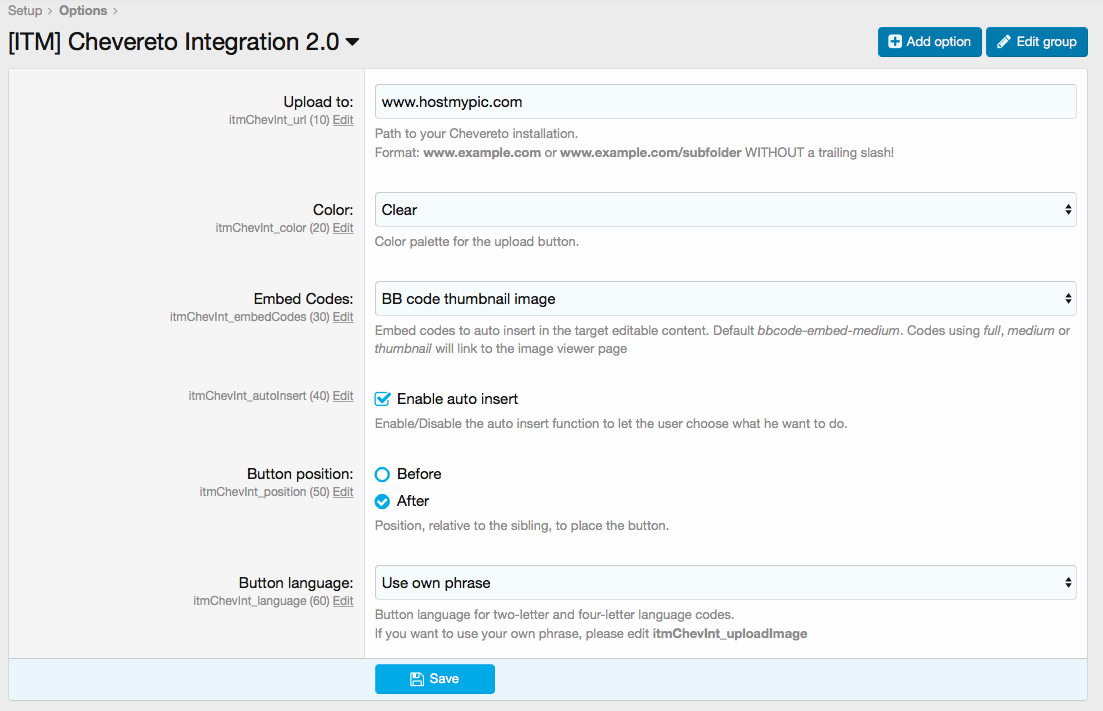 Setup > Options >
[ITM] Chevereto Integration 2.0
Add option
Edit group
Upload to:
itmChevInt_url (10) Edit
www.hostmypic.com
Path to your Chevereto installation.
Format: www.example.com or www.example.com/subfolder WITHOUT a trailing slash!
Color:
itmChevInt_color (20) Edit
Clear
Color palette for the upload button.
Embed Codes:
itmChevInt_embedCodes (30) Edit
BB code thumbnail image
Embed codes to auto insert in the target editable content. Default bbcode-embed-medium. Codes using full, medium or
thumbnail will link to the image viewer page
itmChevInt_autoInsert (40) Edit
Enable auto insert
Enable/Disable the auto insert function to let the user choose what he want to do.
Button position:
itmChevInt_position (50) Edit
Before
After
Position, relative to the sibling, to place the button.
Button language:
itmChevInt_language (60) Edit
Use own phrase
Button language for two-letter and four-letter language codes.
If you want to use your own phrase, please edit itmChevInt_uploadImage
Save